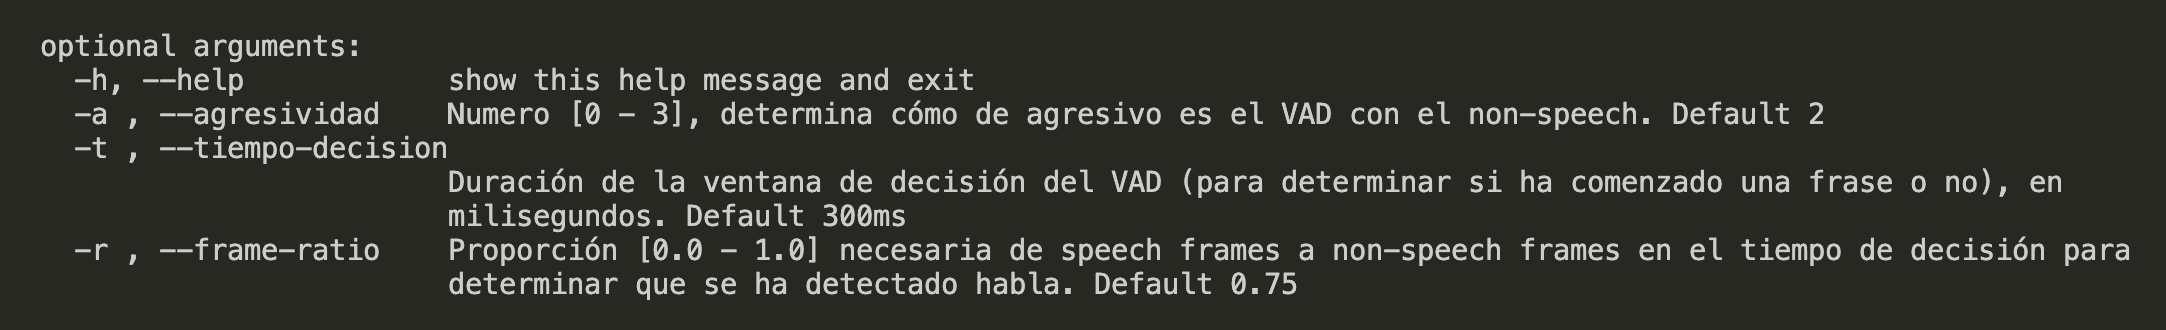 optional arguments:
-h, --help show this help message and exit
-a , --agresividad Numero [0 - 3], determina cómo de agresivo es el VAD con el non-speech. Default 2
-t , --tiempo-decision
Duración de la ventana de decisión del VAD (para determinar si ha comenzado una frase o no), en
milisegundos. Default 300ms
-r , --frame-ratio Proporción [0.0 - 1.0] necesaria de speech frames a non-speech frames en el tiempo de decisión para
determinar que se ha detectado habla. Default 0.75